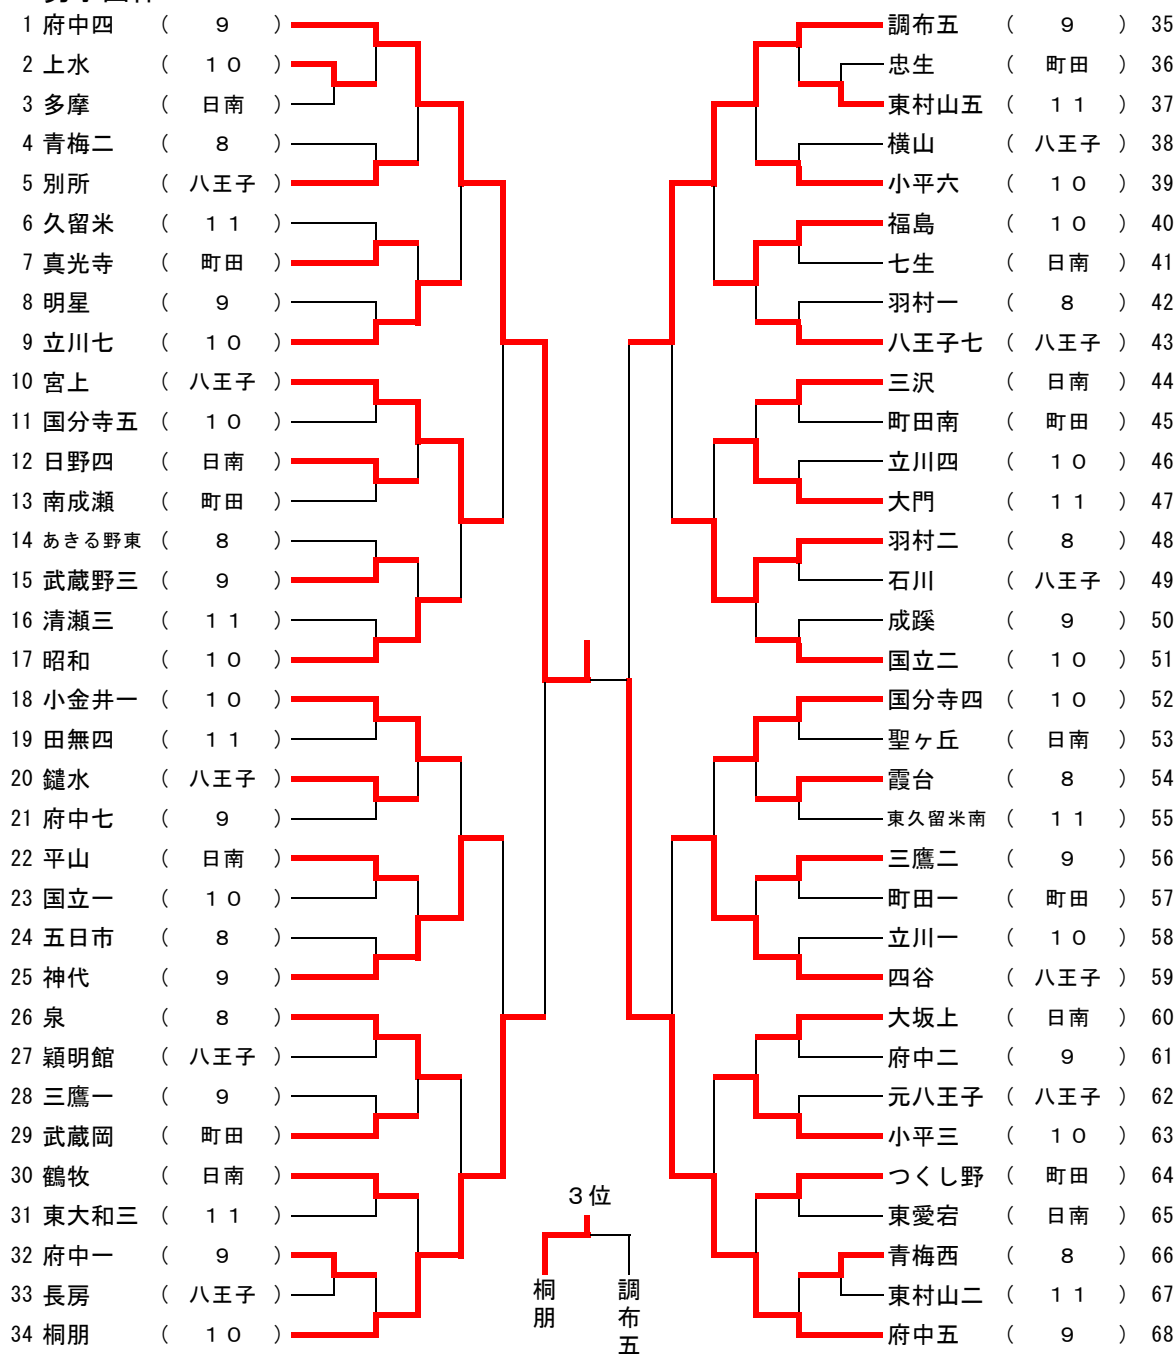 1 府中四 ( 9 )
2 上水 ( 10 )
3 多摩 ( 日南 )
4 青梅二 ( 8 )
5 別所 ( 八王子 )
6 久留米 ( 11 )
7 真光寺 ( 町田 )
8 明星 ( 9 )
9 立川七 ( 10 )
10 宮上 ( 八王子 )
11 国分寺五 ( 10 )
12 日野四 ( 日南 )
13 南成瀬 ( 町田 )
14 あきる野東 ( 8 )
15 武蔵野三 ( 9 )
16 清瀬三 ( 11 )
17 昭和 ( 10 )
18 小金井一 ( 10 )
19 田無四 ( 11 )
20 鑓水 ( 八王子 )
21 府中七 ( 9 )
22 平山 ( 日南 )
23 国立一 ( 10 )
24 五日市 ( 8 )
25 神代 ( 9 )
26 泉 ( 8 )
27 穎明館 ( 八王子 )
28 三鷹一 ( 9 )
29 武蔵岡 ( 町田 )
30 鶴牧 ( 日南 )
31 東大和三 ( 11 )
32 府中一 ( 9 )
33 長房 ( 八王子 )
34 桐朋 ( 10 )
調布五 ( 9 ) 35
忠生 ( 町田 ) 36
東村山五 ( 11 ) 37
横山 ( 八王子 ) 38
小平六 ( 10 ) 39
福島 ( 10 ) 40
七生 ( 日南 ) 41
羽村一 ( 8 ) 42
八王子七 ( 八王子 ) 43
三沢 ( 日南 ) 44
町田南 ( 町田 ) 45
立川四 ( 10 ) 46
大門 ( 11 ) 47
羽村二 ( 8 ) 48
石川 ( 八王子 ) 49
成蹊 ( 9 ) 50
国立二 ( 10 ) 51
国分寺四 ( 10 ) 52
聖ヶ丘 ( 日南 ) 53
霞台 ( 8 ) 54
東久留米南 ( 11 ) 55
三鷹二 ( 9 ) 56
町田一 ( 町田 ) 57
立川一 ( 10 ) 58
四谷 ( 八王子 ) 59
大坂上 ( 日南 ) 60
府中二 ( 9 ) 61
元八王子 ( 八王子 ) 62
小平三 ( 10 ) 63
つくし野 ( 町田 ) 64
東愛宕 ( 日南 ) 65
青梅西 ( 8 ) 66
東村山二 ( 11 ) 67
府中五 ( 9 ) 68
3位
桐朋
調布五